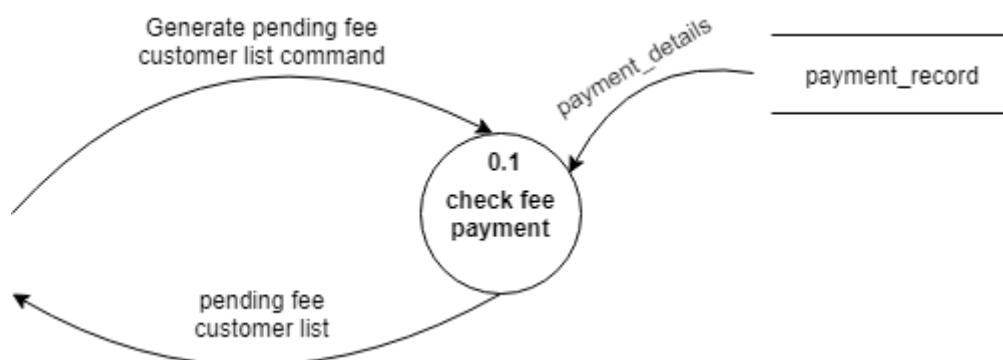 Generate pending fee
customer list command
payment_details
payment_record
0.1
check fee
payment
pending fee
customer list